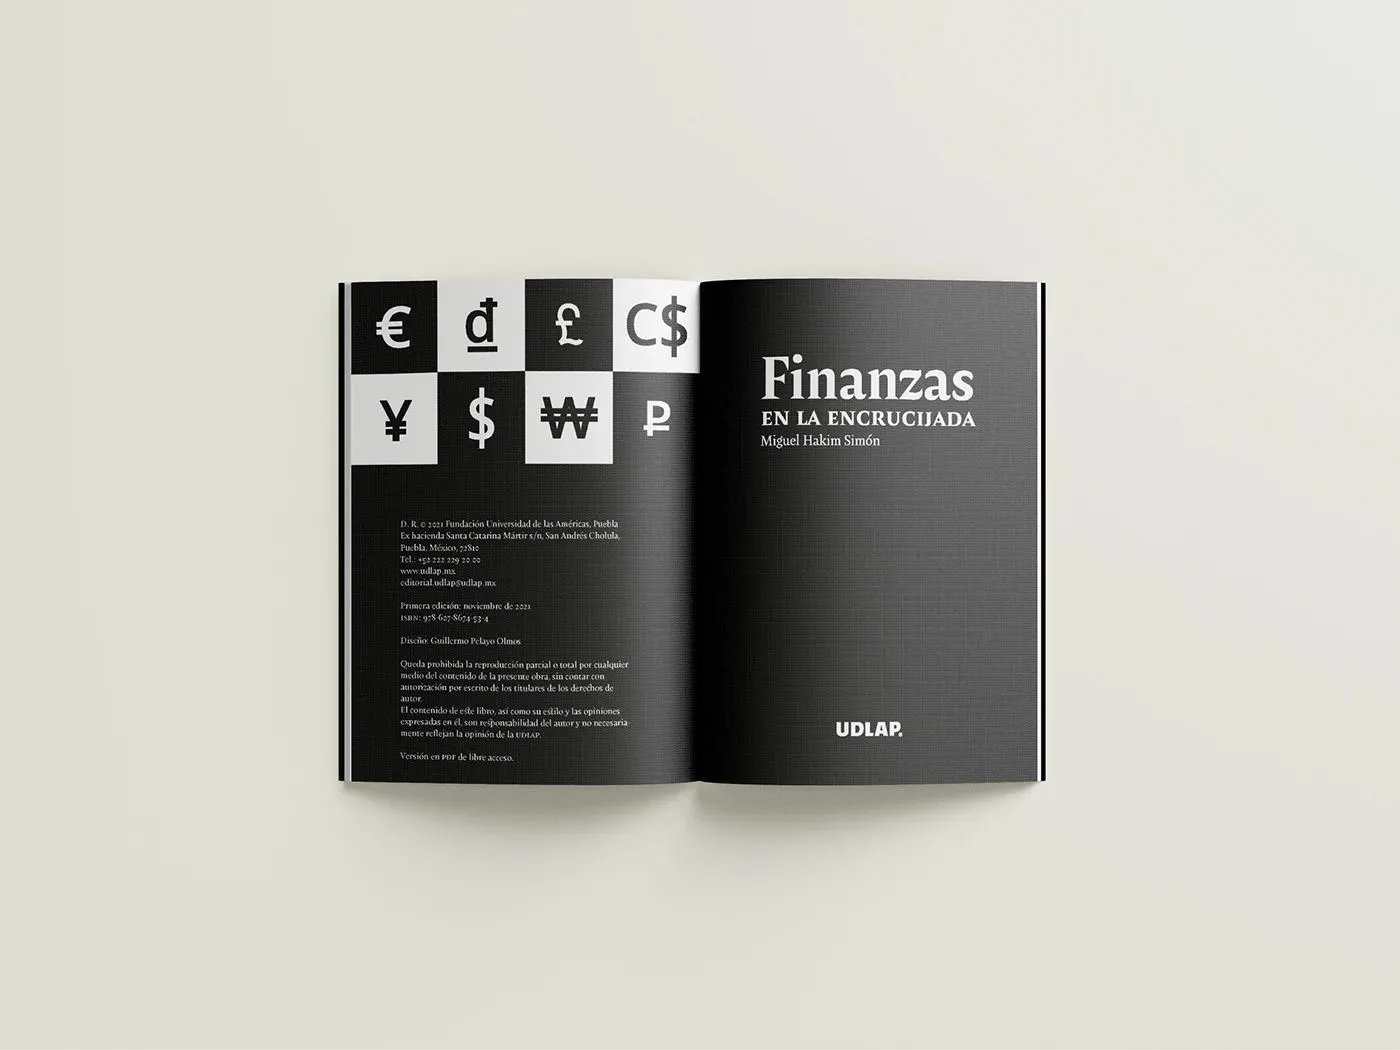 € ₫ £ C$
¥ $ ₩ ₽
D. R. © 2021 Fundación Universidad de las Américas, Puebla
Ex hacienda Santa Catarina Mártir s/n, San Andrés Cholula,
Puebla, México, 72810
Tel.: +52 222 229 20 00
www.udlap.mx
editorial.udlap@udlap.mx
Primera edición: noviembre de 2021
ISBN: 978-607-8674-53-4
Diseño: Guillermo Pelayo Olmos
Queda prohibida la reproducción parcial o total por cualquier
medio del contenido de la presente obra, sin contar con
autorización por escrito de los titulares de los derechos de
autor.
El contenido de este libro, así como su estilo y las opiniones
expresadas en él, son responsabilidad del autor y no necesaria-
mente reflejan la opinión de la UDLAP.
Versión en PDF de libre acceso.
Finanzas
EN LA ENCRUCIJADA
Miguel Hakim Simón
UDLAP.